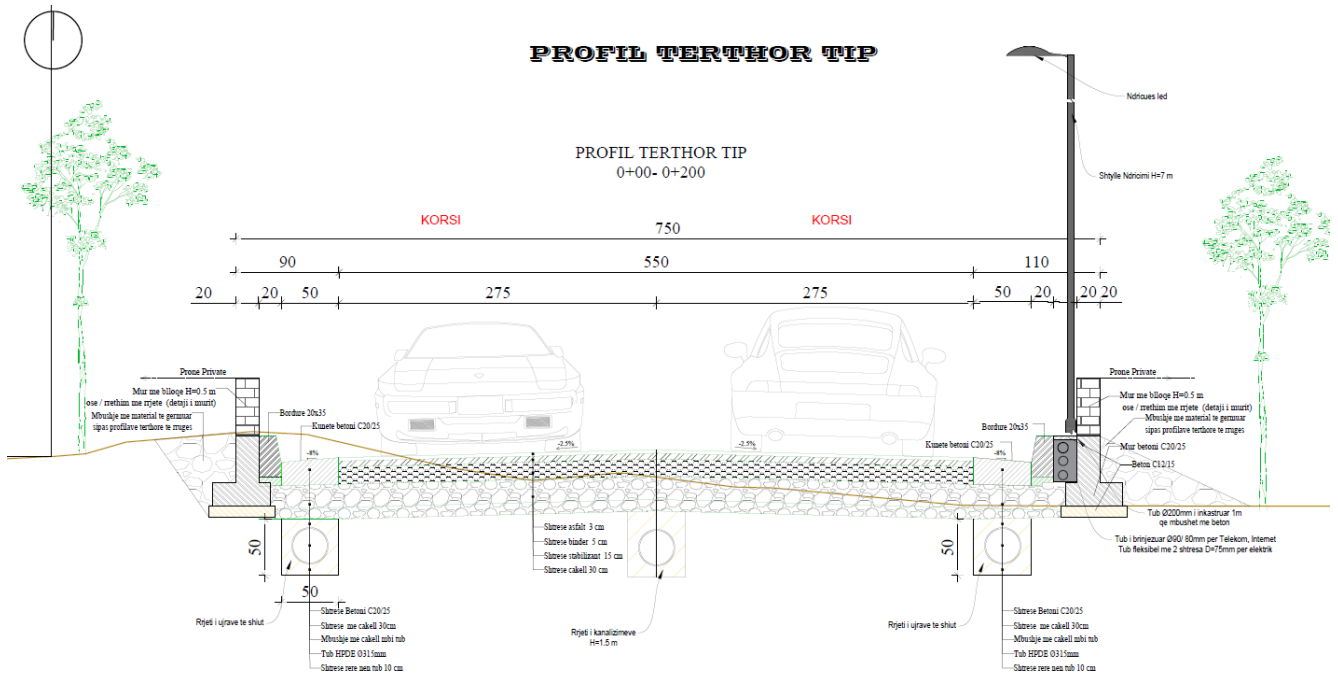 PROFIL TERTHOR TIP
Ndricues led
PROFIL TERTHOR TIP
0+00- 0+200
Shtylle Ndricimi H=7 m
KORSI
KORSI
750
90
550
110
20
20
50
275
275
50
20
20
20
Prone Private
Mur me blloqe H=0.5 m
ose / rrethim me rrjete (detaji i murit)
Mbushje me material te germuar
sipas profilave terthore te rruges
Bordure 20x35
Kunete betoni C20/25
-8%
-2.5%
-2.5%
-8%
Bordure 20x35
Kunete betoni C20/25
Prone Private
Mur me blloqe H=0.5 m
ose / rrethim me rrjete (detaji i murit)
Mbushje me material te germuar
sipas profilave terthore te rruges
Mur betoni C20/25
Beton C12/15
Tub Ø200mm i inkastruar 1m
qe mbushet me beton
Tub i brinjezuar Ø90/ 80mm per Telekom, Internet
Tub fleksibel me 2 shtresa D=75mm per elektrik
50
50
50
Shtrese asfalt 3 cm
Shtrese binder 5 cm
Shtrese stabilizant 15 cm
Shtrese cakell 30 cm
Rrjeti i ujrave te shiut
Rrjeti i kanalizimeve
H=1.5 m
Rrjeti i ujrave te shiut
Shtrese Betoni C20/25
Shtrese me cakell 30cm
Mbushje me cakell mbi tub
Tub HPDE Ø315mm
Shtrese rere nen tub 10 cm
Shtrese Betoni C20/25
Shtrese me cakell 30cm
Mbushje me cakell mbi tub
Tub HPDE Ø315mm
Shtrese rere nen tub 10 cm